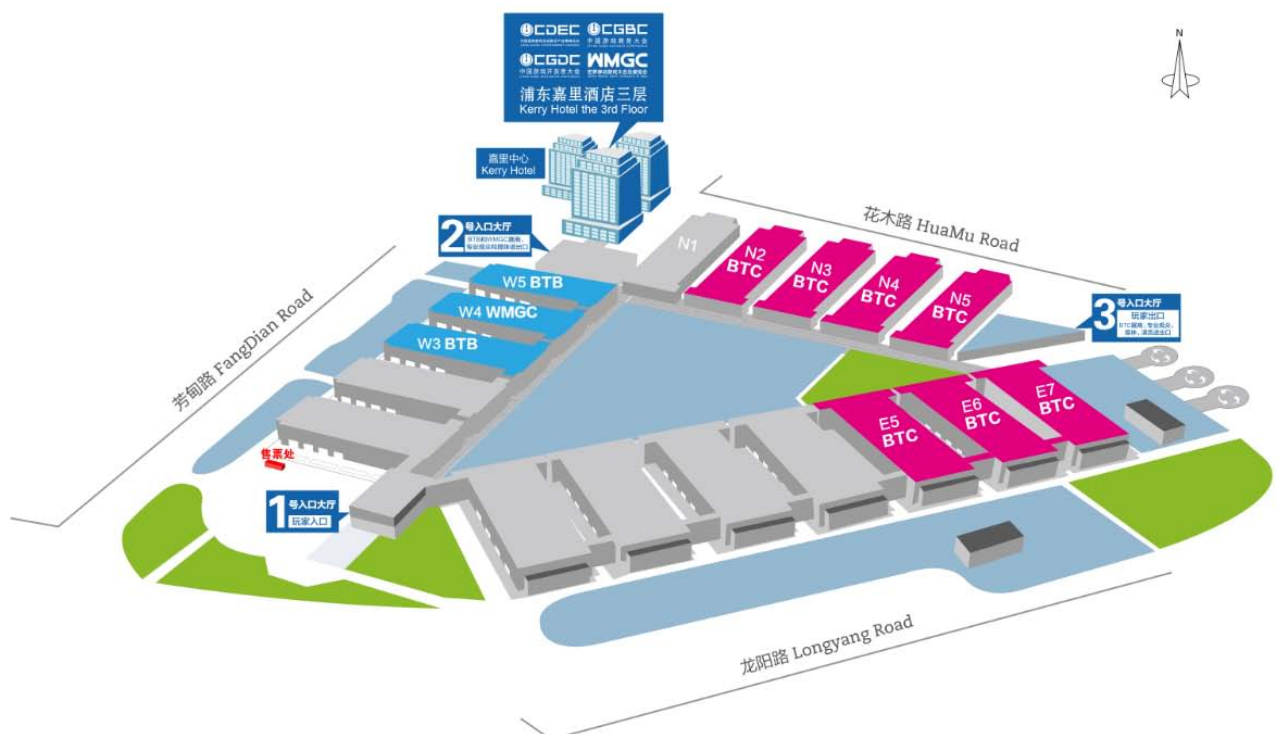 N
CDEC
CGBC
中国游戏商务大会
CGDC
中国游戏开发者大会
WMGC
浦东嘉里酒店三层
Kerry Hotel the 3rd Floor
嘉里中心
Kerry Hotel
2号入口大厅
花木路 HuaMu Road
N1
N2
BTC
N3
BTC
N4
BTC
N5
BTC
3号入口大厅
玩家出口
W5 BTB
W4 WMGC
W3 BTB
芳甸路 FangDian Road
E5
BTC
E6
BTC
E7
BTC
售票处
1号入口大厅
玩家入口
龙阳路 Longyang Road